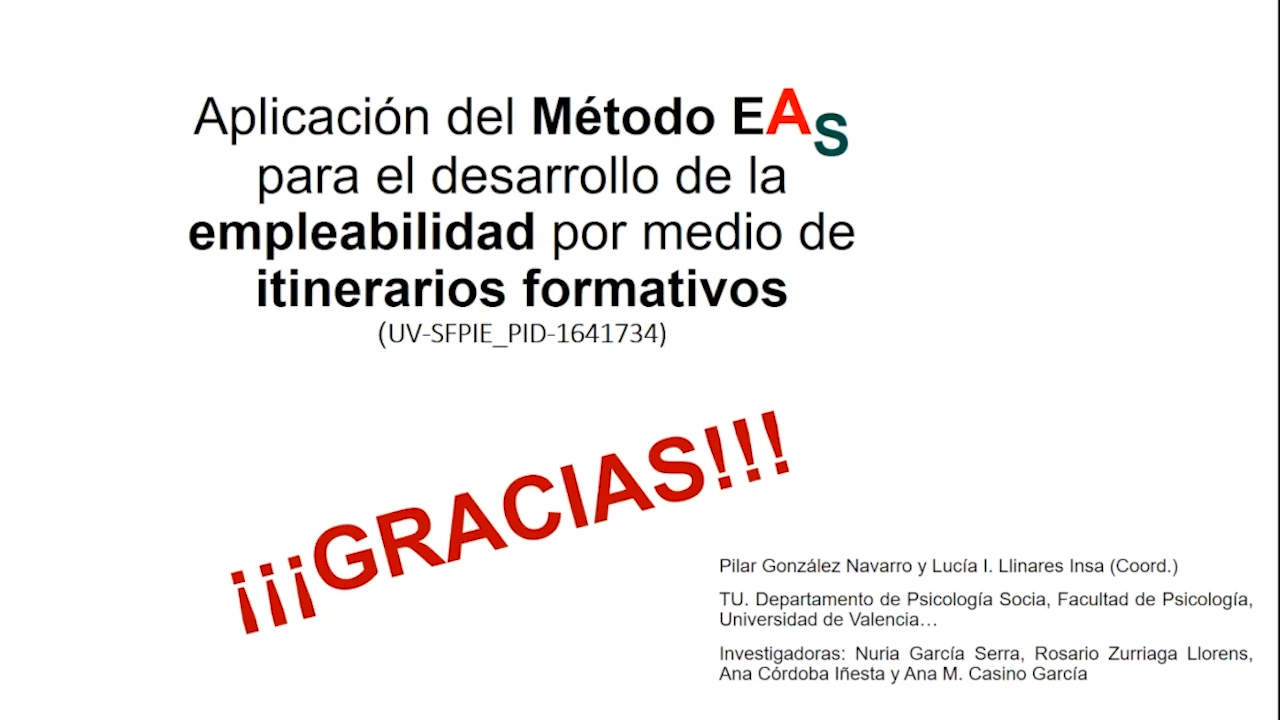 Aplicación del Método EAS
para el desarrollo de la
empleabilidad por medio de
itinerarios formativos
(UV-SFPIE_PID-1641734)
¡¡¡GRACIAS!!!
Pilar González Navarro y Lucía I. Llinares Insa (Coord.)
TU. Departamento de Psicología Socia, Facultad de Psicología,
Universidad de Valencia…
Investigadoras: Nuria García Serra, Rosario Zurriaga Llorens,
Ana Córdoba Iñesta y Ana M. Casino García